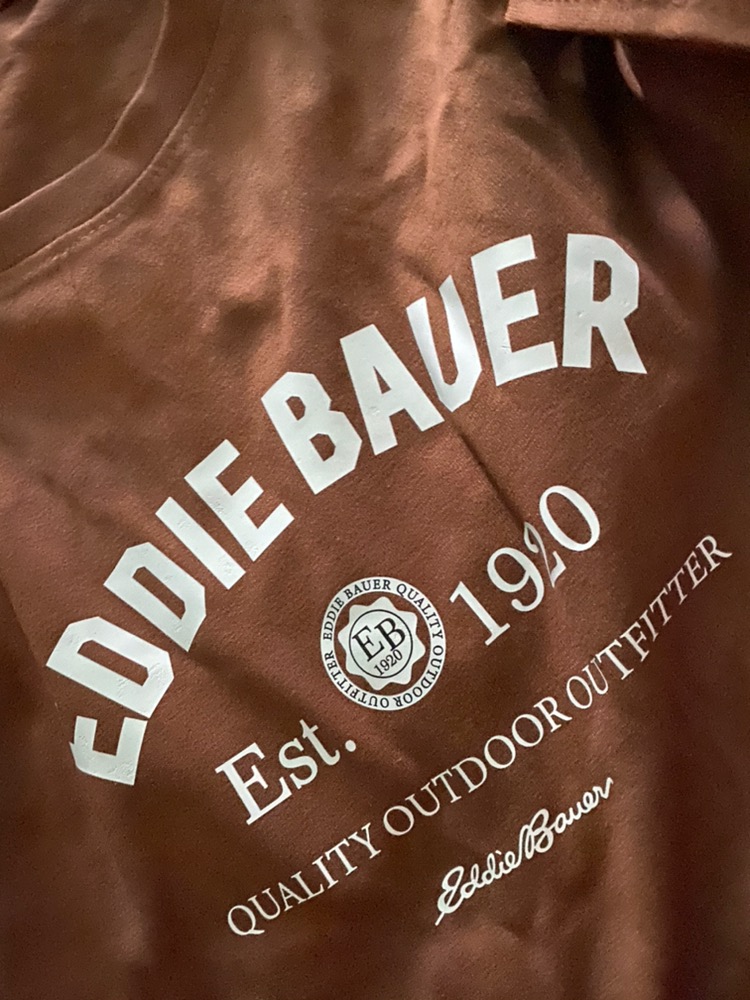 EDDIE BAUER
Est. 1920
EDDIE BAUER QUALITY OUTDOOR OUTFITTER
EB
1920
QUALITY OUTDOOR OUTFITTER
Eddie Bauer